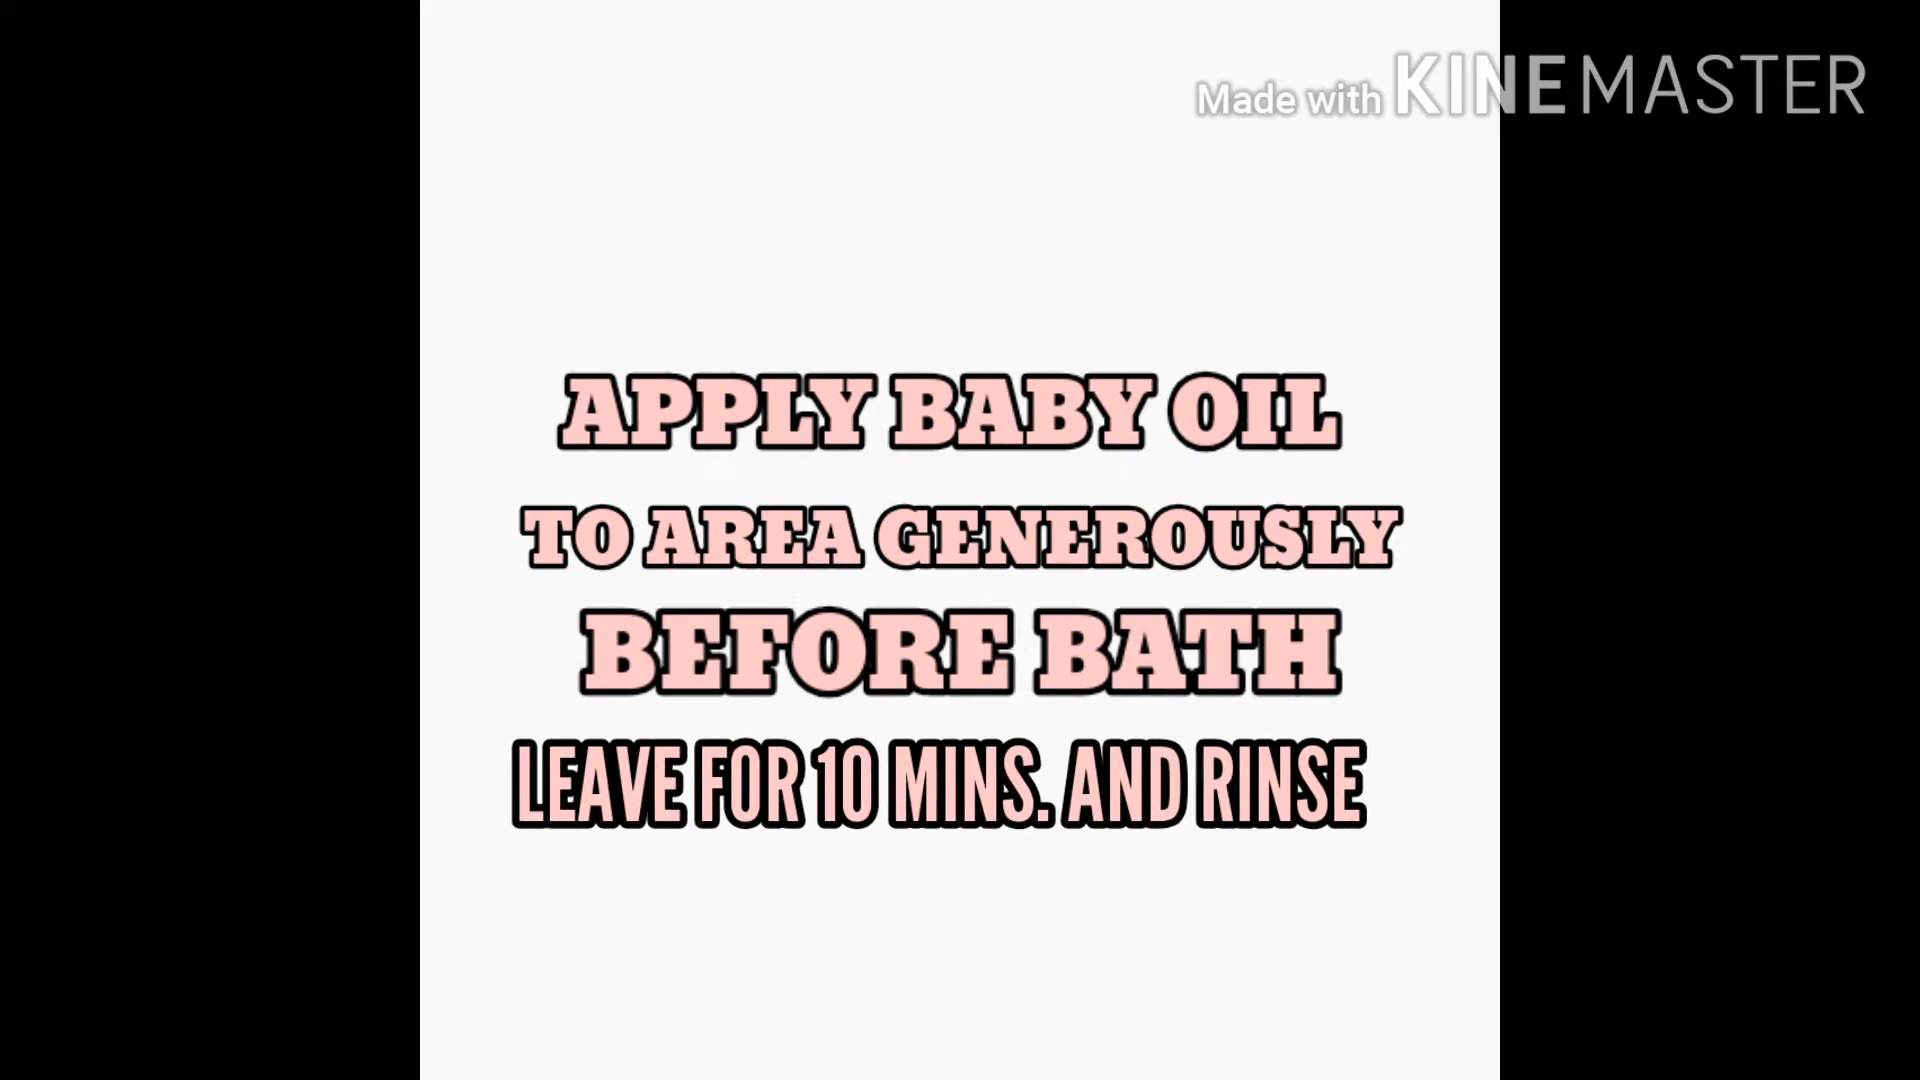 Made with KINEMASTER
APPLY BABY OIL
TO AREA GENEROUSLY
BEFORE BATH
LEAVE FOR 10 MINS. AND RINSE